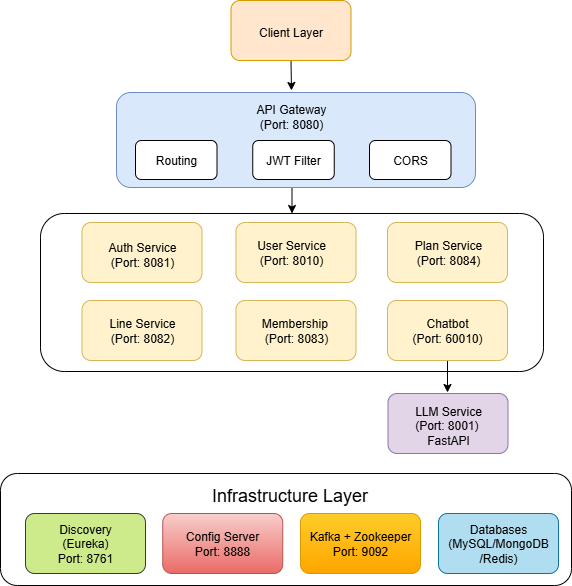 Client Layer
API Gateway
(Port: 8080)
Routing
JWT Filter
CORS
Auth Service
(Port: 8081)
User Service
(Port: 8010)
Plan Service
(Port: 8084)
Line Service
(Port: 8082)
Membership
(Port: 8083)
Chatbot
(Port: 60010)
LLM Service
(Port: 8001)
FastAPI
Infrastructure Layer
Discovery
(Eureka)
Port: 8761
Config Server
Port: 8888
Kafka + Zookeeper
Port: 9092
Databases
(MySQL/MongoDB
/Redis)